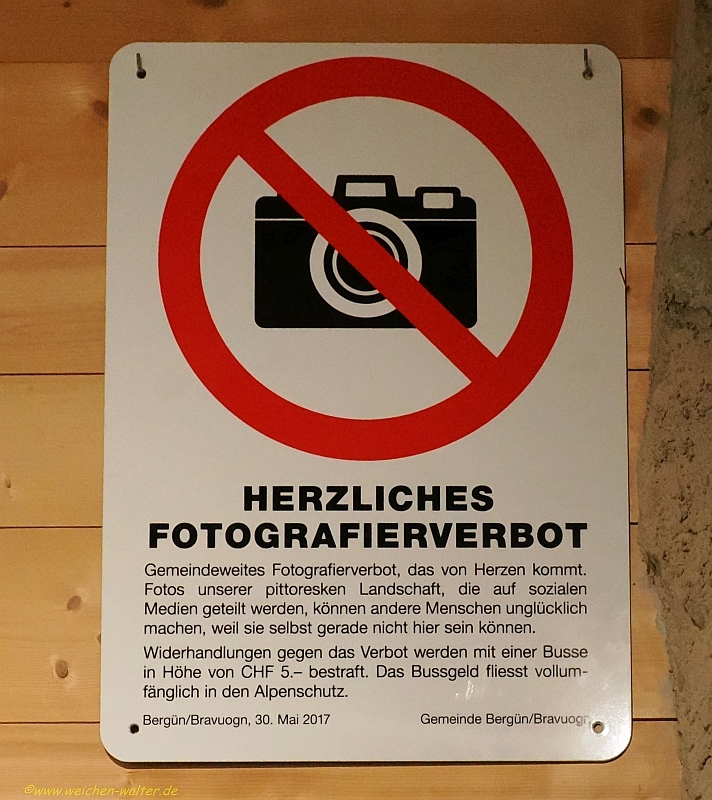 HERZLICHES
FOTOGRAFIERVERBOT
Gemeindeweites Fotografierverbot, das von Herzen kommt.
Fotos unserer pittoresken Landschaft, die auf sozialen
Medien geteilt werden, können andere Menschen unglücklich
machen, weil sie selbst gerade nicht hier sein können.
Widerhandlungen gegen das Verbot werden mit einer Busse
in Höhe von CHF 5.– bestraft. Das Bussgeld fliesst vollum-
fänglich in den Alpenschutz.
Bergün/Bravuogn, 30. Mai 2017 Gemeinde Bergün/Bravuogn
©www.weichen-walter.de